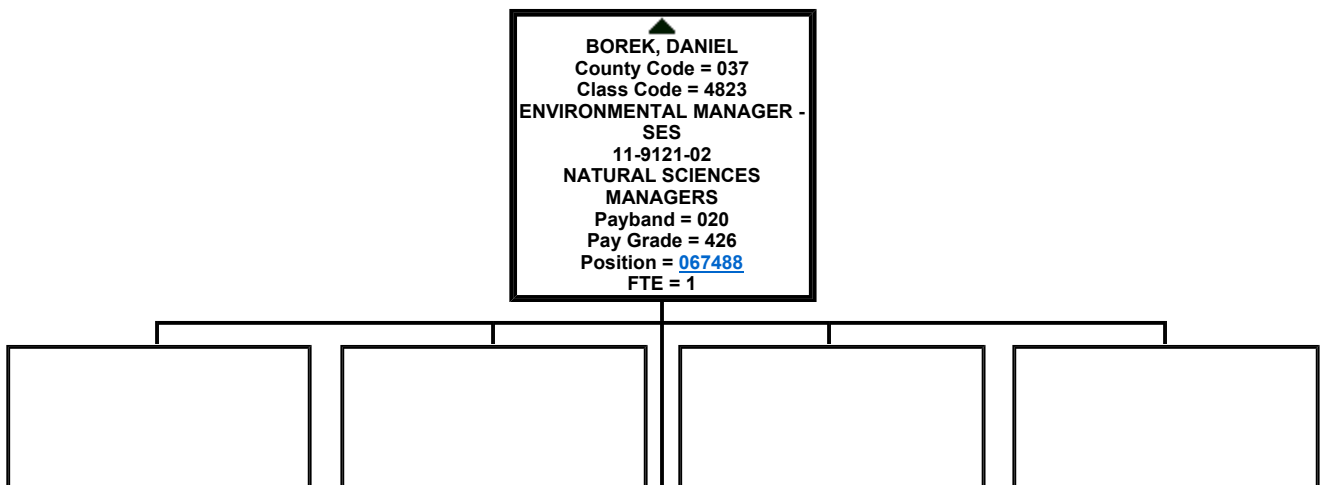 BOREK, DANIEL
County Code = 037
Class Code = 4823
ENVIRONMENTAL MANAGER -
SES
11-9121-02
NATURAL SCIENCES
MANAGERS
Payband = 020
Pay Grade = 426
Position = 067488
FTE = 1